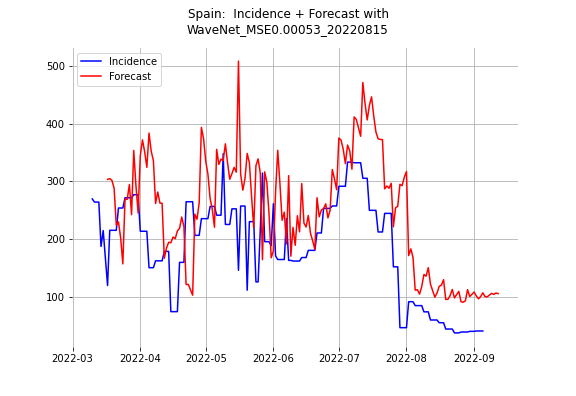 Spain:  Incidence + Forecast with
WaveNet_MSE0.00053_20220815
Incidence
Forecast
500
400
300
200
100
2022-03 2022-04 2022-05 2022-06 2022-07 2022-08 2022-09